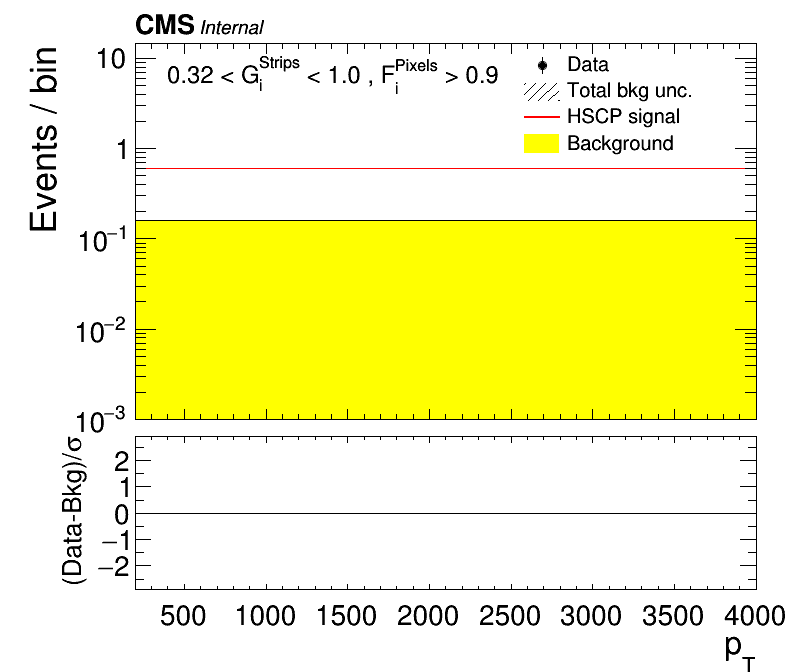 CMS Internal
Events / bin
10
1
10⁻¹
10⁻²
10⁻³
0.32 < G_i^Strips < 1.0 , F_i^Pixels > 0.9
Data
Total bkg unc.
HSCP signal
Background
(Data-Bkg)/σ
2
1
0
−1
−2
500 1000 1500 2000 2500 3000 3500 4000
p_T